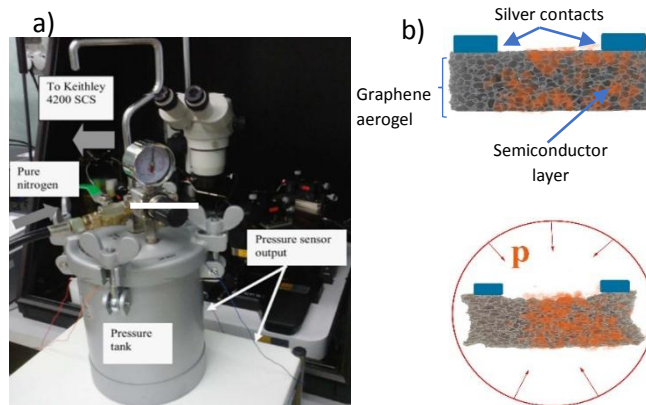 a)
To Keithley
4200 SCS
Pure
nitrogen
Pressure sensor
output
Pressure
tank
b)
Silver contacts
Graphene
aerogel
Semiconductor
layer
p